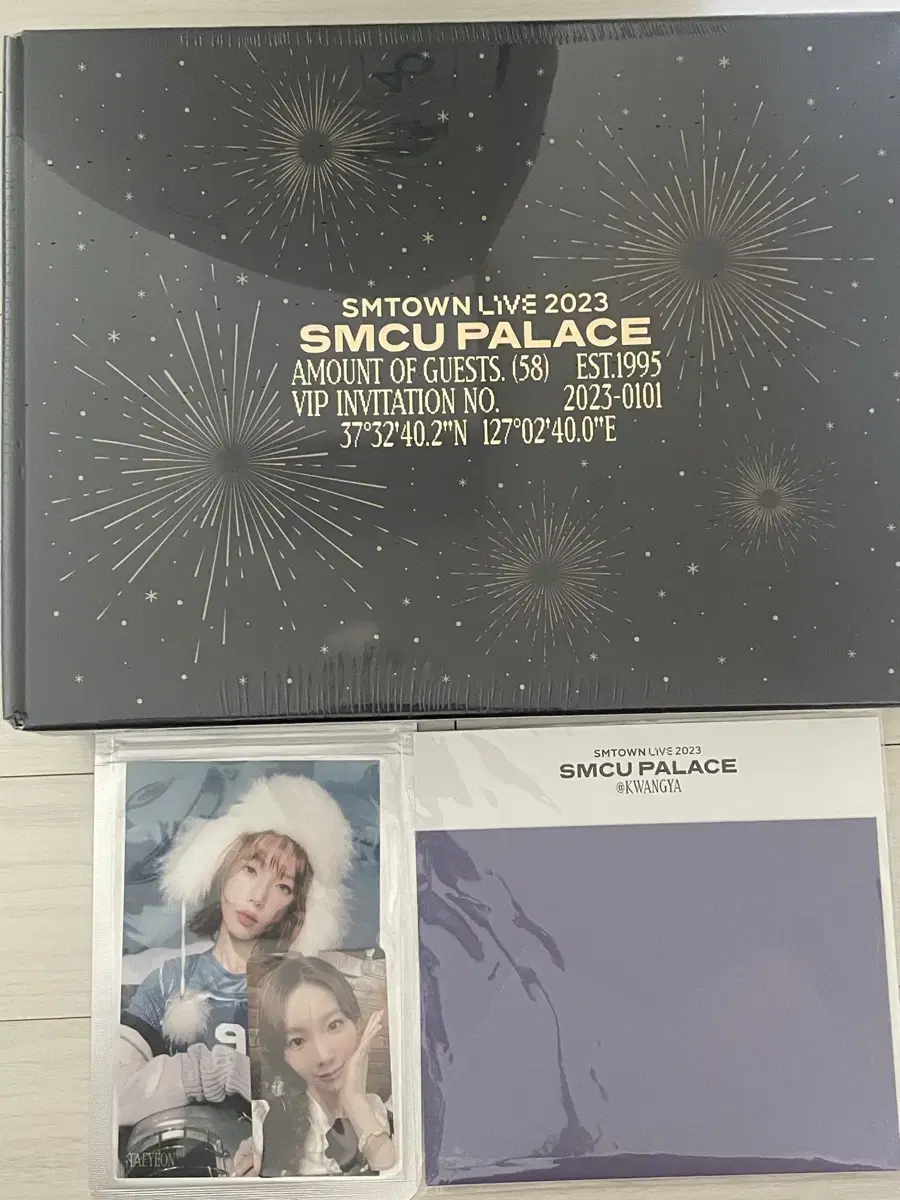 SMTOWN LIVE 2023
SMCU PALACE
AMOUNT OF GUESTS. (58) EST.1995
VIP INVITATION NO. 2023-0101
37°32'40.2"N 127°02'40.0"E
SMTOWN LIVE 2023
SMCU PALACE
@KWANGYA
9
TAEYEON